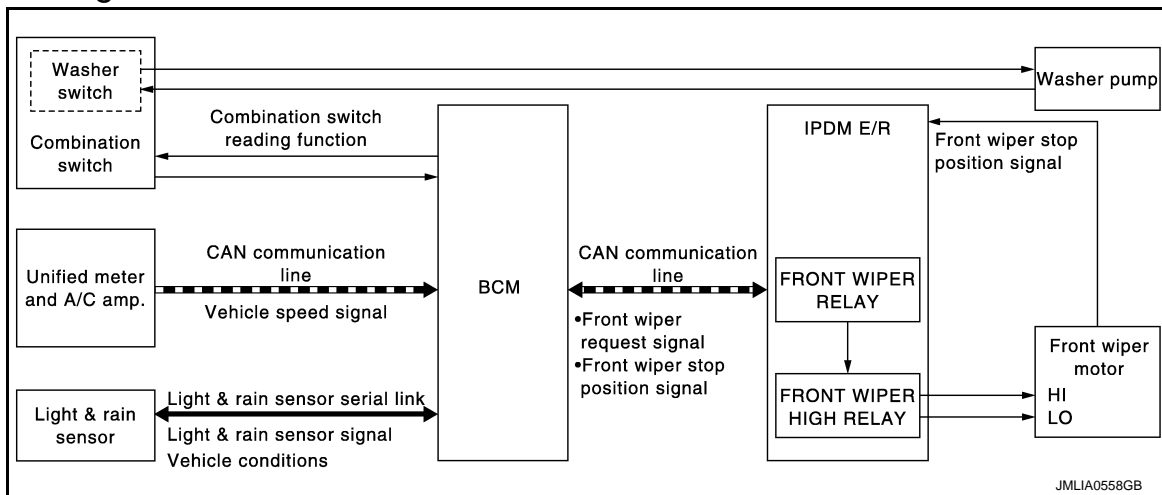 Washer
switch
Combination
switch
Washer pump
Combination switch
reading function
IPDM E/R
Front wiper stop
position signal
Unified meter
and A/C amp.
CAN communication
line
Vehicle speed signal
BCM
CAN communication
line
•Front wiper
request signal
•Front wiper stop
position signal
FRONT WIPER
RELAY
FRONT WIPER
HIGH RELAY
Front wiper
motor
HI
LO
Light & rain
sensor
Light & rain sensor serial link
Light & rain sensor signal
Vehicle conditions
JMLIA0558GB